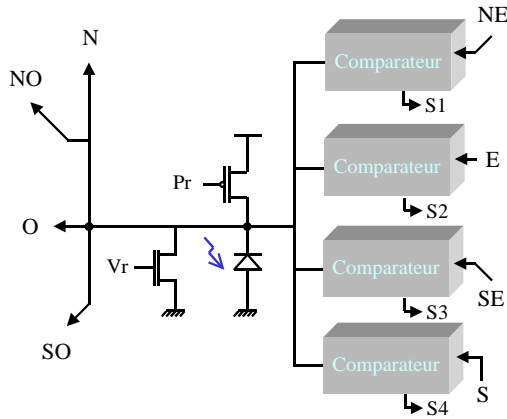 N
NO
O
SO
Pr
Vr
Comparateur
NE
S1
Comparateur
E
S2
Comparateur
SE
S3
Comparateur
S
S4